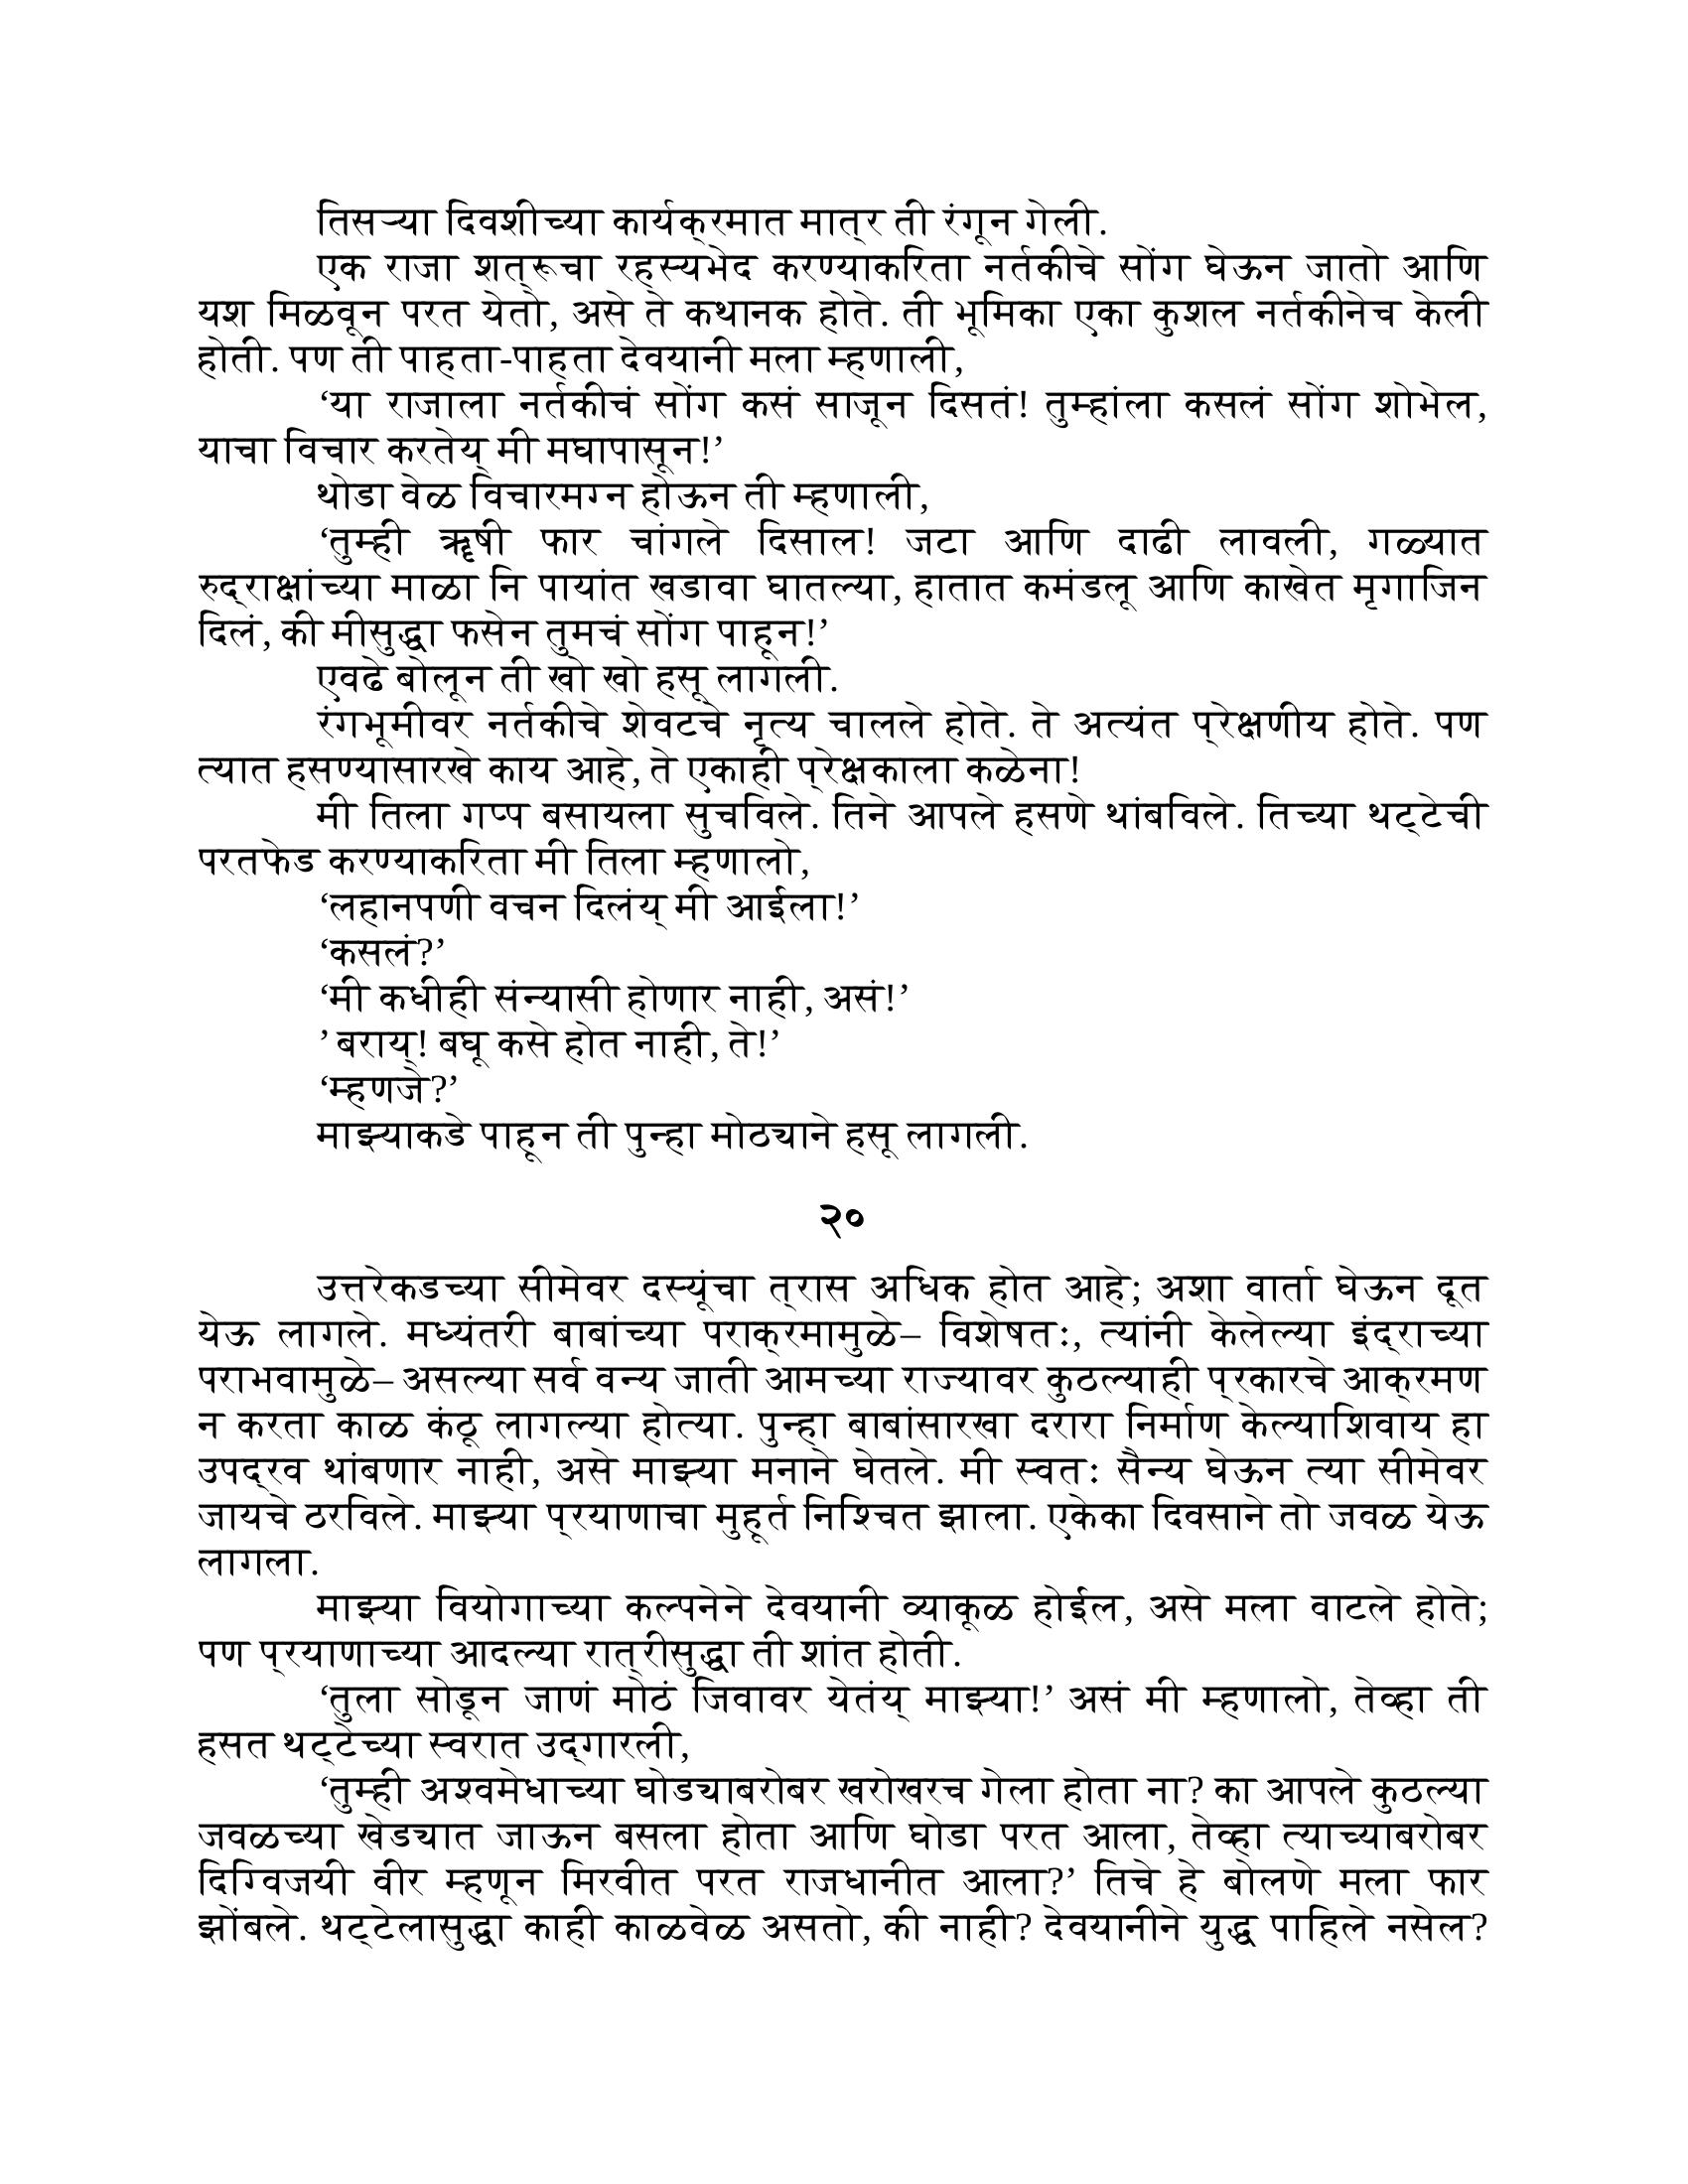 तिसऱ्या दिवशीच्या कार्यक्रमात मात्र ती रंगून गेली.
एक राजा शत्रूचा रहस्यभेद करण्याकरिता नर्तकीचे सोंग घेऊन जातो आणि
यश मिळवून परत येतो, असे ते कथानक होते. ती भूमिका एका कुशल नर्तकीनेच केली
होती. पण ती पाहता-पाहता देवयानी मला म्हणाली,
‘या राजाला नर्तकीचं सोंग कसं साजून दिसतं! तुम्हांला कसलं सोंग शोभेल,
याचा विचार करतेय् मी मघापासून!’
थोडा वेळ विचारमग्न होऊन ती म्हणाली,
‘तुम्ही ॠषी फार चांगले दिसाल! जटा आणि दाढी लावली, गळ्यात
रुद्राक्षांच्या माळा नि पायांत खडावा घातल्या, हातात कमंडलू आणि काखेत मृगाजिन
दिलं, की मीसुद्धा फसेन तुमचं सोंग पाहून!’
एवढे बोलून ती खो खो हसू लागली.
रंगभूमीवर नर्तकीचे शेवटचे नृत्य चालले होते. ते अत्यंत प्रेक्षणीय होते. पण
त्यात हसण्यासारखे काय आहे, ते एकाही प्रेक्षकाला कळेना!
मी तिला गप्प बसायला सुचविले. तिने आपले हसणे थांबविले. तिच्या थट्टेची
परतफेड करण्याकरिता मी तिला म्हणालो,
‘लहानपणी वचन दिलंय् मी आईला!’
‘कसलं?’
‘मी कधीही संन्यासी होणार नाही, असं!’
’ बराय्! बघू कसे होत नाही, ते!’
‘म्हणजे?’
माझ्याकडे पाहून ती पुन्हा मोठ्याने हसू लागली.
२०
उत्तरेकडच्या सीमेवर दस्यूंचा त्रास अधिक होत आहे; अशा वार्ता घेऊन दूत
येऊ लागले. मध्यंतरी बाबांच्या पराक्रमामुळे– विशेषतः, त्यांनी केलेल्या इंद्राच्या
पराभवामुळे– असल्या सर्व वन्य जाती आमच्या राज्यावर कुठल्याही प्रकारचे आक्रमण
न करता काळ कंठू लागल्या होत्या. पुन्हा बाबांसारखा दरारा निर्माण केल्याशिवाय हा
उपद्रव थांबणार नाही, असे माझ्या मनाने घेतले. मी स्वतः सैन्य घेऊन त्या सीमेवर
जायचे ठरविले. माझ्या प्रयाणाचा मुहूर्त निश्चित झाला. एकेका दिवसाने तो जवळ येऊ
लागला.
माझ्या वियोगाच्या कल्पनेने देवयानी व्याकूळ होईल, असे मला वाटले होते;
पण प्रयाणाच्या आदल्या रात्रीसुद्धा ती शांत होती.
‘तुला सोडून जाणं मोठं जिवावर येतंय् माझ्या!’ असं मी म्हणालो, तेव्हा ती
हसत थट्टेच्या स्वरात उद्गारली,
‘तुम्ही अश्वमेधाच्या घोड्याबरोबर खरोखरच गेला होता ना? का आपले कुठल्या
जवळच्या खेड्यात जाऊन बसला होता आणि घोडा परत आला, तेव्हा त्याच्याबरोबर
दिग्विजयी वीर म्हणून मिरवीत परत राजधानीत आला?’ तिचे हे बोलणे मला फार
झोंबले. थट्टेलासुद्धा काही काळवेळ असतो, की नाही? देवयानीने युद्ध पाहिले नसेल?